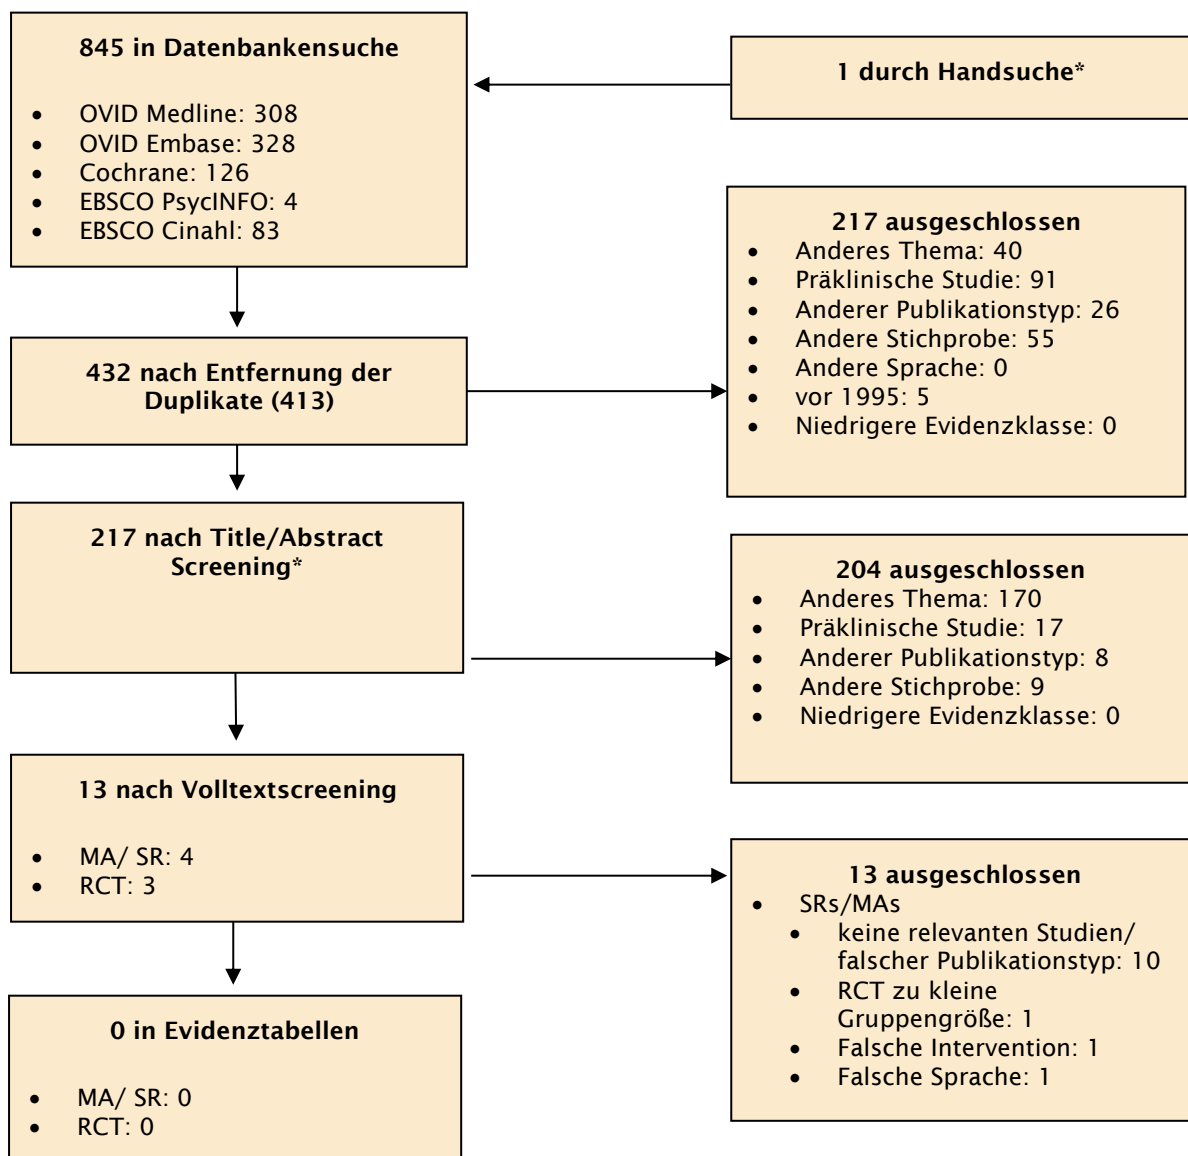 845 in Datenbankensuche
• OVID Medline: 308
• OVID Embase: 328
• Cochrane: 126
• EBSCO PsycINFO: 4
• EBSCO Cinahl: 83
1 durch Handsuche*
432 nach Entfernung der
Duplikate (413)
217 ausgeschlossen
• Anderes Thema: 40
• Präklinische Studie: 91
• Anderer Publikationstyp: 26
• Andere Stichprobe: 55
• Andere Sprache: 0
• vor 1995: 5
• Niedrigere Evidenzklasse: 0
217 nach Title/Abstract
Screening*
204 ausgeschlossen
• Anderes Thema: 170
• Präklinische Studie: 17
• Anderer Publikationstyp: 8
• Andere Stichprobe: 9
• Niedrigere Evidenzklasse: 0
13 nach Volltextscreening
• MA/ SR: 4
• RCT: 3
13 ausgeschlossen
• SRs/MAs
• keine relevanten Studien/
falscher Publikationstyp: 10
• RCT zu kleine
Gruppengröße: 1
• Falsche Intervention: 1
• Falsche Sprache: 1
0 in Evidenztabellen
• MA/ SR: 0
• RCT: 0